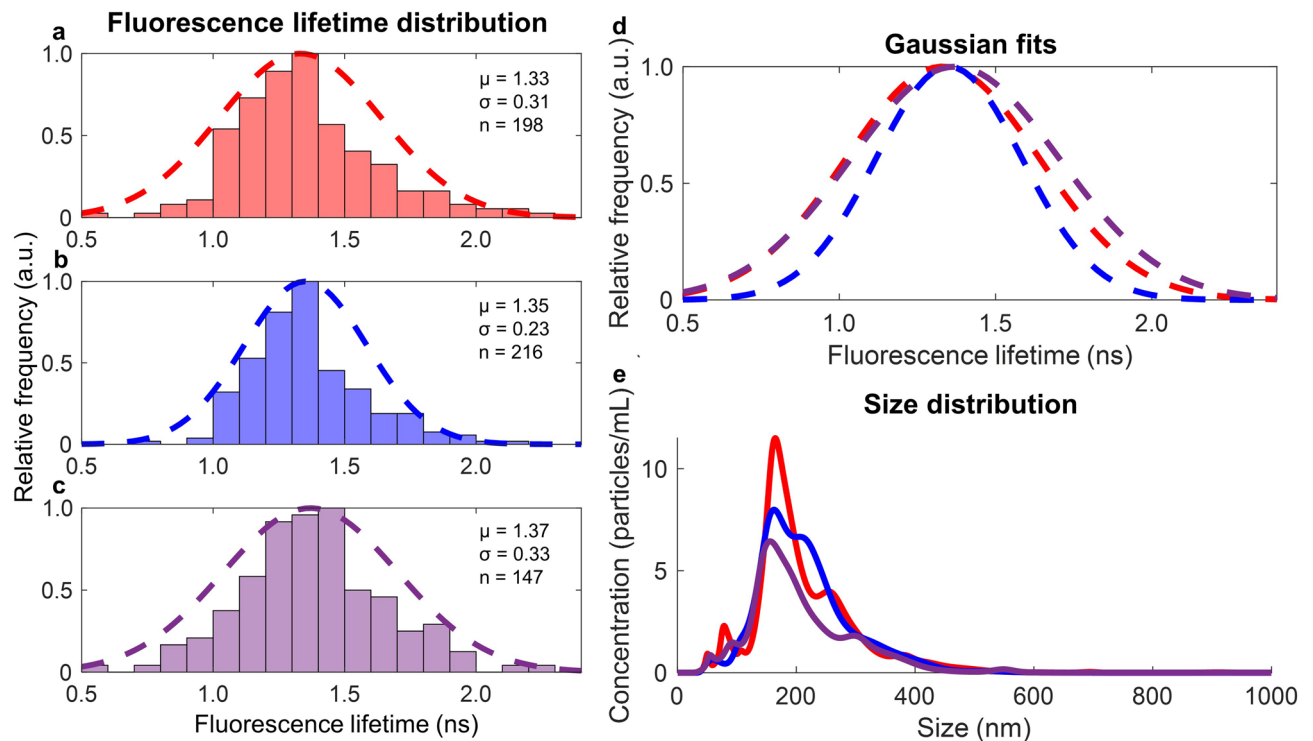 Fluorescence lifetime distribution
a
1.0
0.5
0
0.5
1.0
1.5
2.0
μ = 1.33
σ = 0.31
n = 198
b
1.0
0.5
0
0.5
1.0
1.5
2.0
μ = 1.35
σ = 0.23
n = 216
c
1.0
0.5
0
0.5
1.0
1.5
2.0
μ = 1.37
σ = 0.33
n = 147
Relative frequency (a.u.)
Fluorescence lifetime (ns)
d
Gaussian fits
Relative frequency (a.u.)
1.0
0.5
0
0.5
1.0
1.5
2.0
Fluorescence lifetime (ns)
e
Size distribution
Concentration (particles/mL)
10
5
0
0
200
400
600
800
1000
Size (nm)